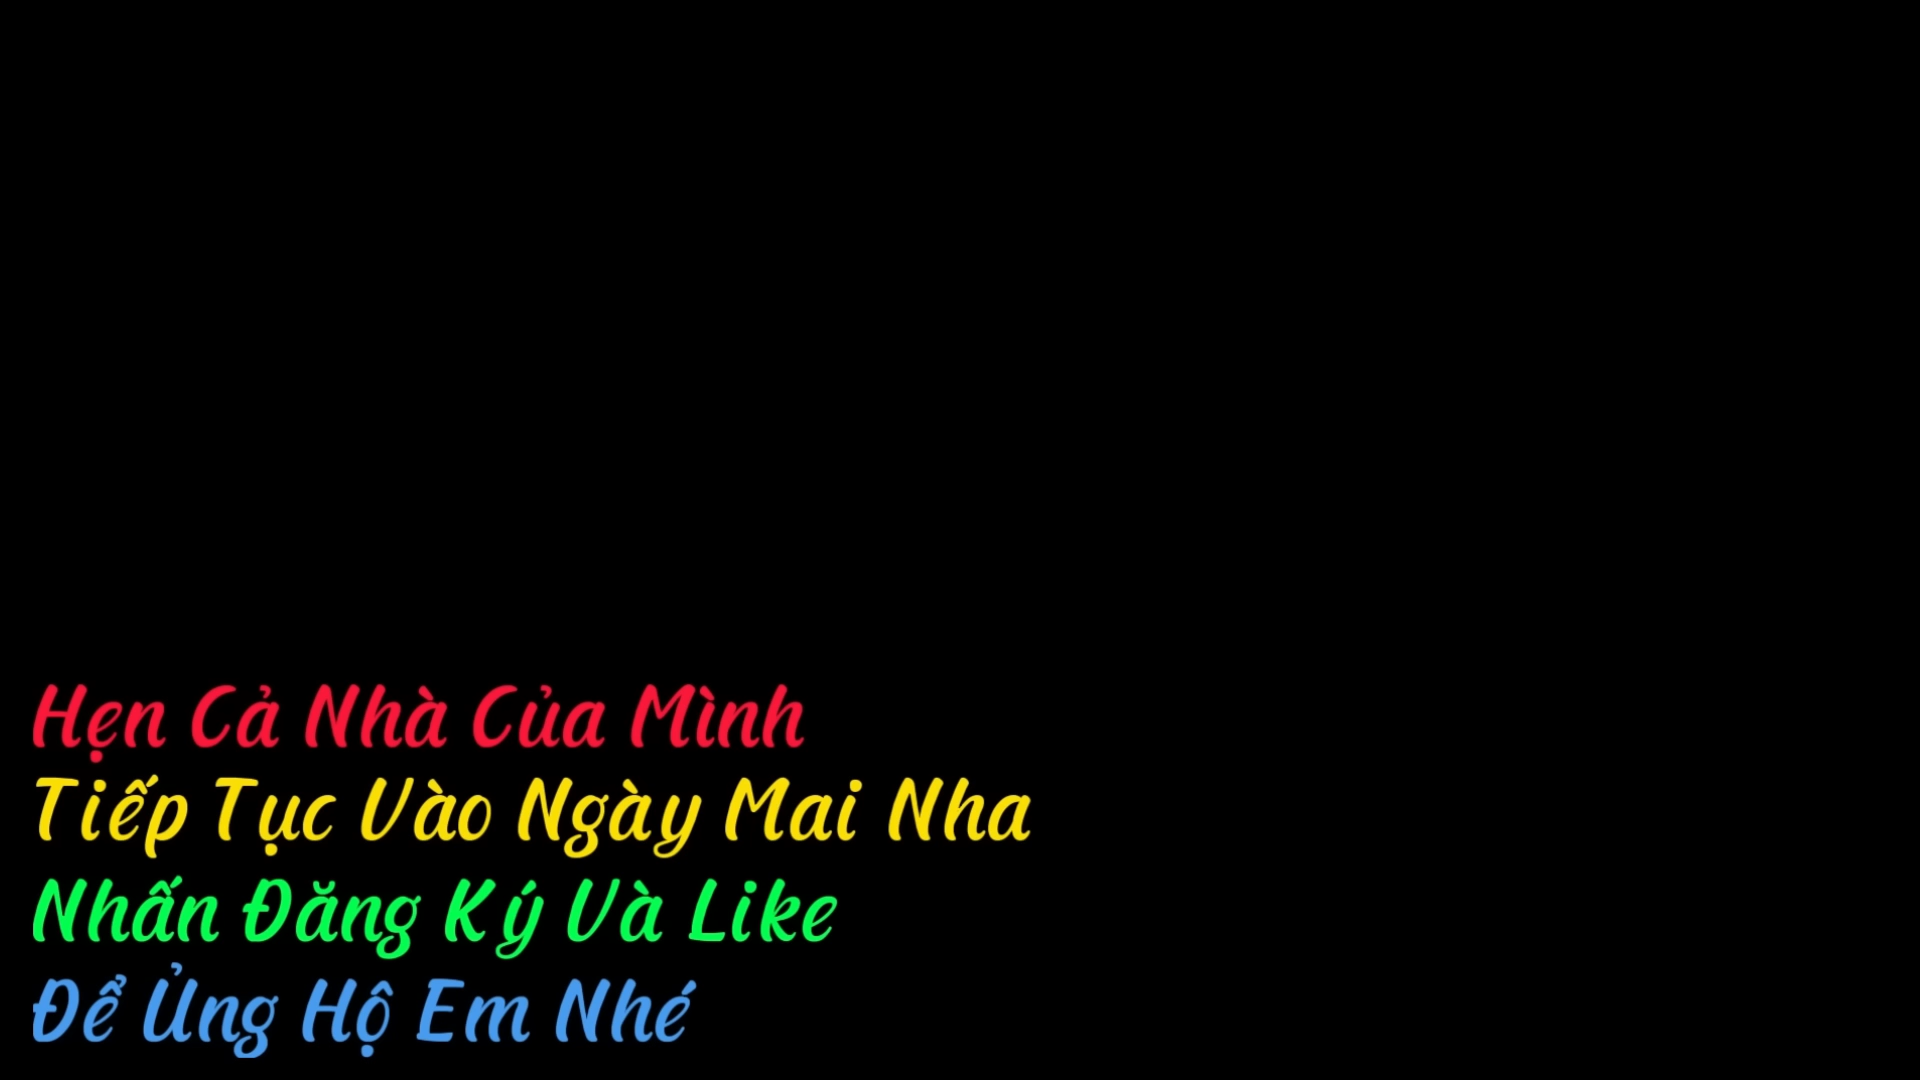 Hẹn Cả Nhà Của Mình
Tiếp Tục Vào Ngày Mai Nha
Nhấn Đăng Ký Và Like
Để Ủng Hộ Em Nhé